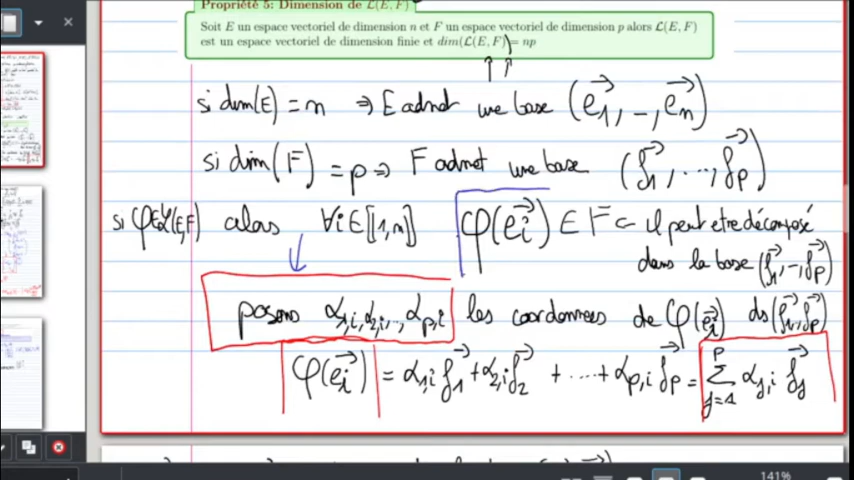 Propriété 5: Dimension de L(E, F)
Soit E un espace vectoriel de dimension n et F un espace vectoriel de dimension p alors L(E, F)
est un espace vectoriel de dimension finie et dim(L(E, F)) = np
si dim(E) = n ⇒ E admet une base (e⃗1, -, e⃗n)
si dim(F) = p ⇒ F admet une base (f⃗1, ..., f⃗p)
si φ∈L(E,F) alors ∀i∈[[1,n]] φ(e⃗i) ∈ F il peut etre décomposé
dans la base (f⃗1, -, f⃗p)
posons α1,i, α2,i, .., αp,i les coordonnées de φ(e⃗i) ds (f⃗1, f⃗p)
φ(e⃗i) = α1,i f⃗1 + α2,i f⃗2 + ....+ αp,i f⃗p = ∑_{j=1}^{p} αj,i f⃗j
141%